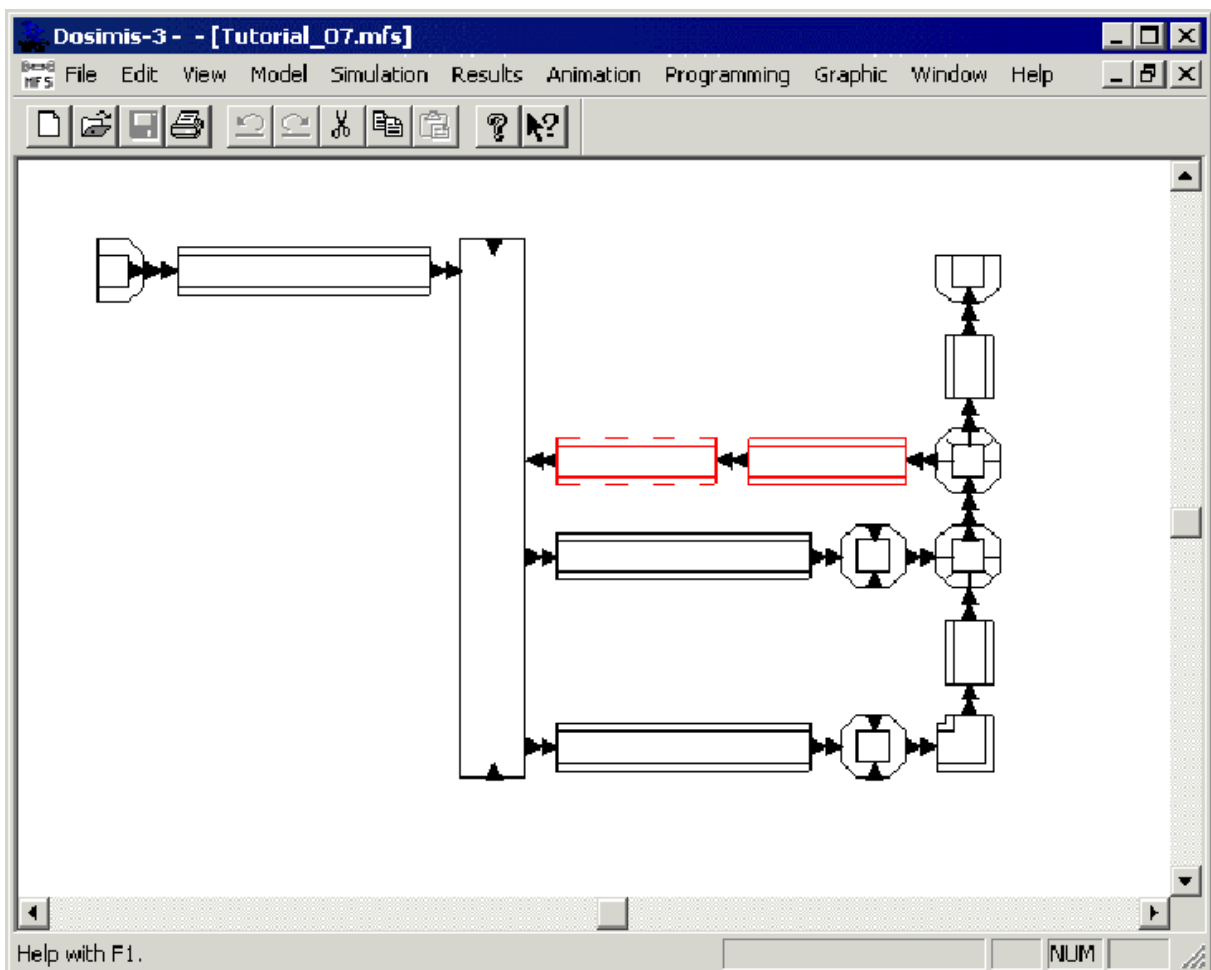 Dosimis-3 - - [Tutorial_07.mfs]
MFS File Edit View Model Simulation Results Animation Programming Graphic Window Help
Help with F1. NUM